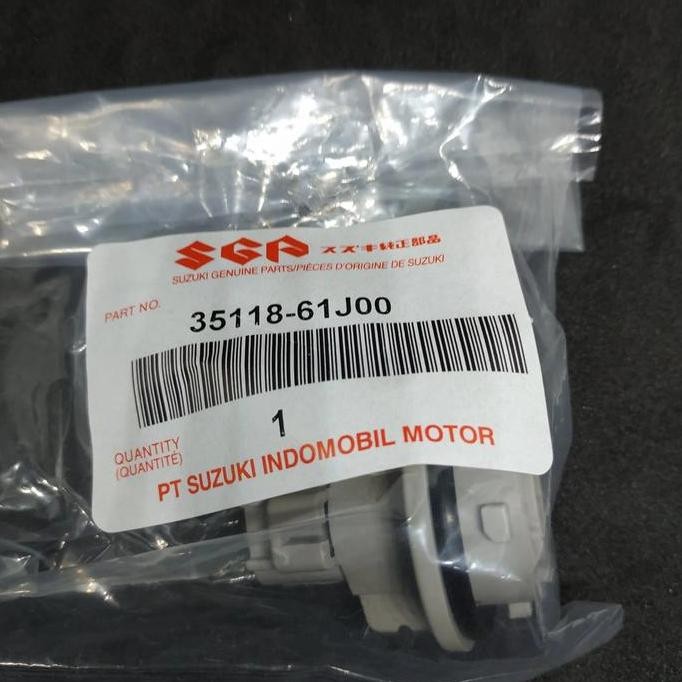 SGP スズキ純正部品
SUZUKI GENUINE PARTS/PIÈCES D'ORIGINE DE SUZUKI
PART NO. 35118-61J00
QUANTITY 1
(QUANTITÉ)
PT SUZUKI INDOMOBIL MOTOR